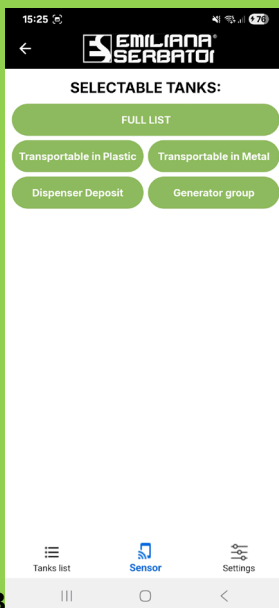 15:25
76
EMILIANA®
SERBATOI
SELECTABLE TANKS:
FULL LIST
Transportable in Plastic Transportable in Metal
Dispenser Deposit Generator group
Tanks list Sensor Settings